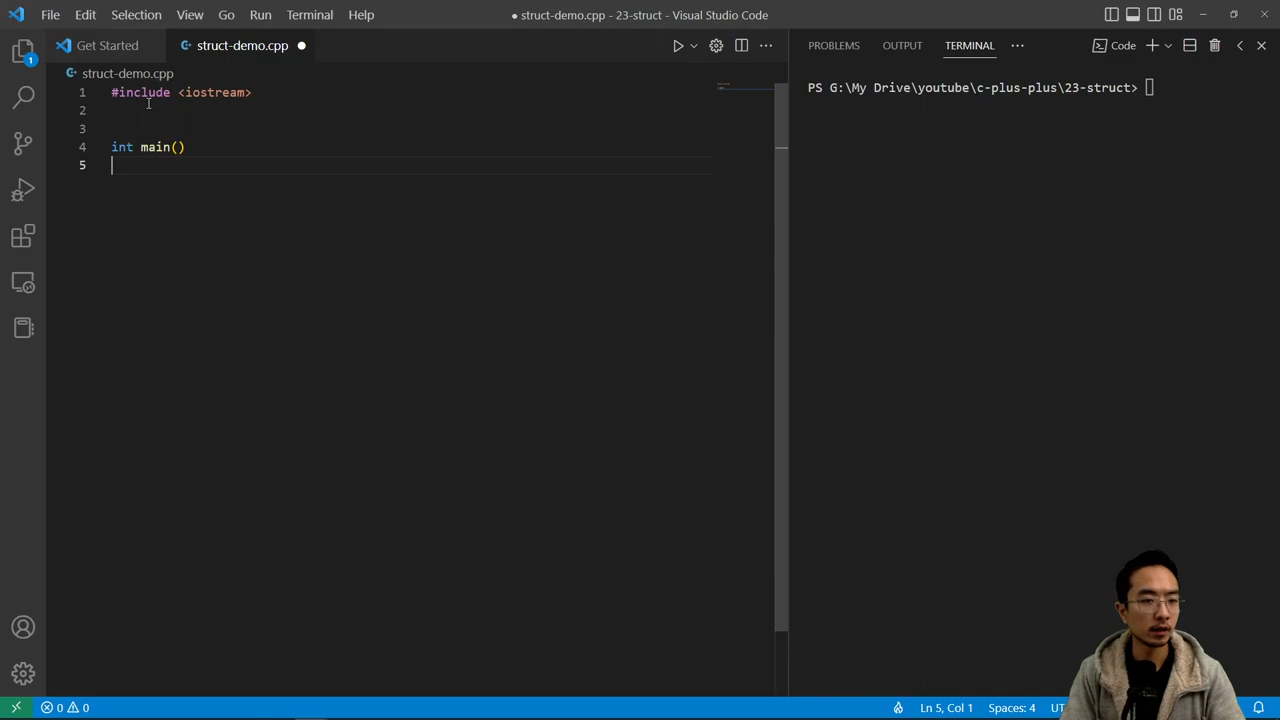 File Edit Selection View Go Run Terminal Help
● struct-demo.cpp - 23-struct - Visual Studio Code
Get Started
struct-demo.cpp
PROBLEMS OUTPUT TERMINAL
Code
struct-demo.cpp
1 #include <iostream>
2
3
4 int main()
5
PS G:\My Drive\youtube\c-plus-plus\23-struct>
1
0 0
Ln 5, Col 1
Spaces: 4